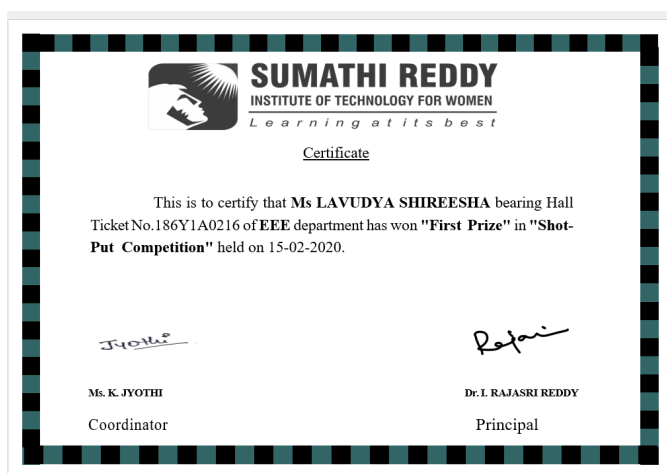 SUMATHI REDDY
INSTITUTE OF TECHNOLOGY FOR WOMEN
Learning at its best
Certificate
This is to certify that Ms LAVUDYA SHIREESHA bearing Hall
Ticket No.186Y1A0216 of EEE department has won "First Prize" in "Shot-
Put Competition" held on 15-02-2020.
Jyothi
Rajasri
Ms. K. JYOTHI
Dr. I. RAJASRI REDDY
Coordinator
Principal